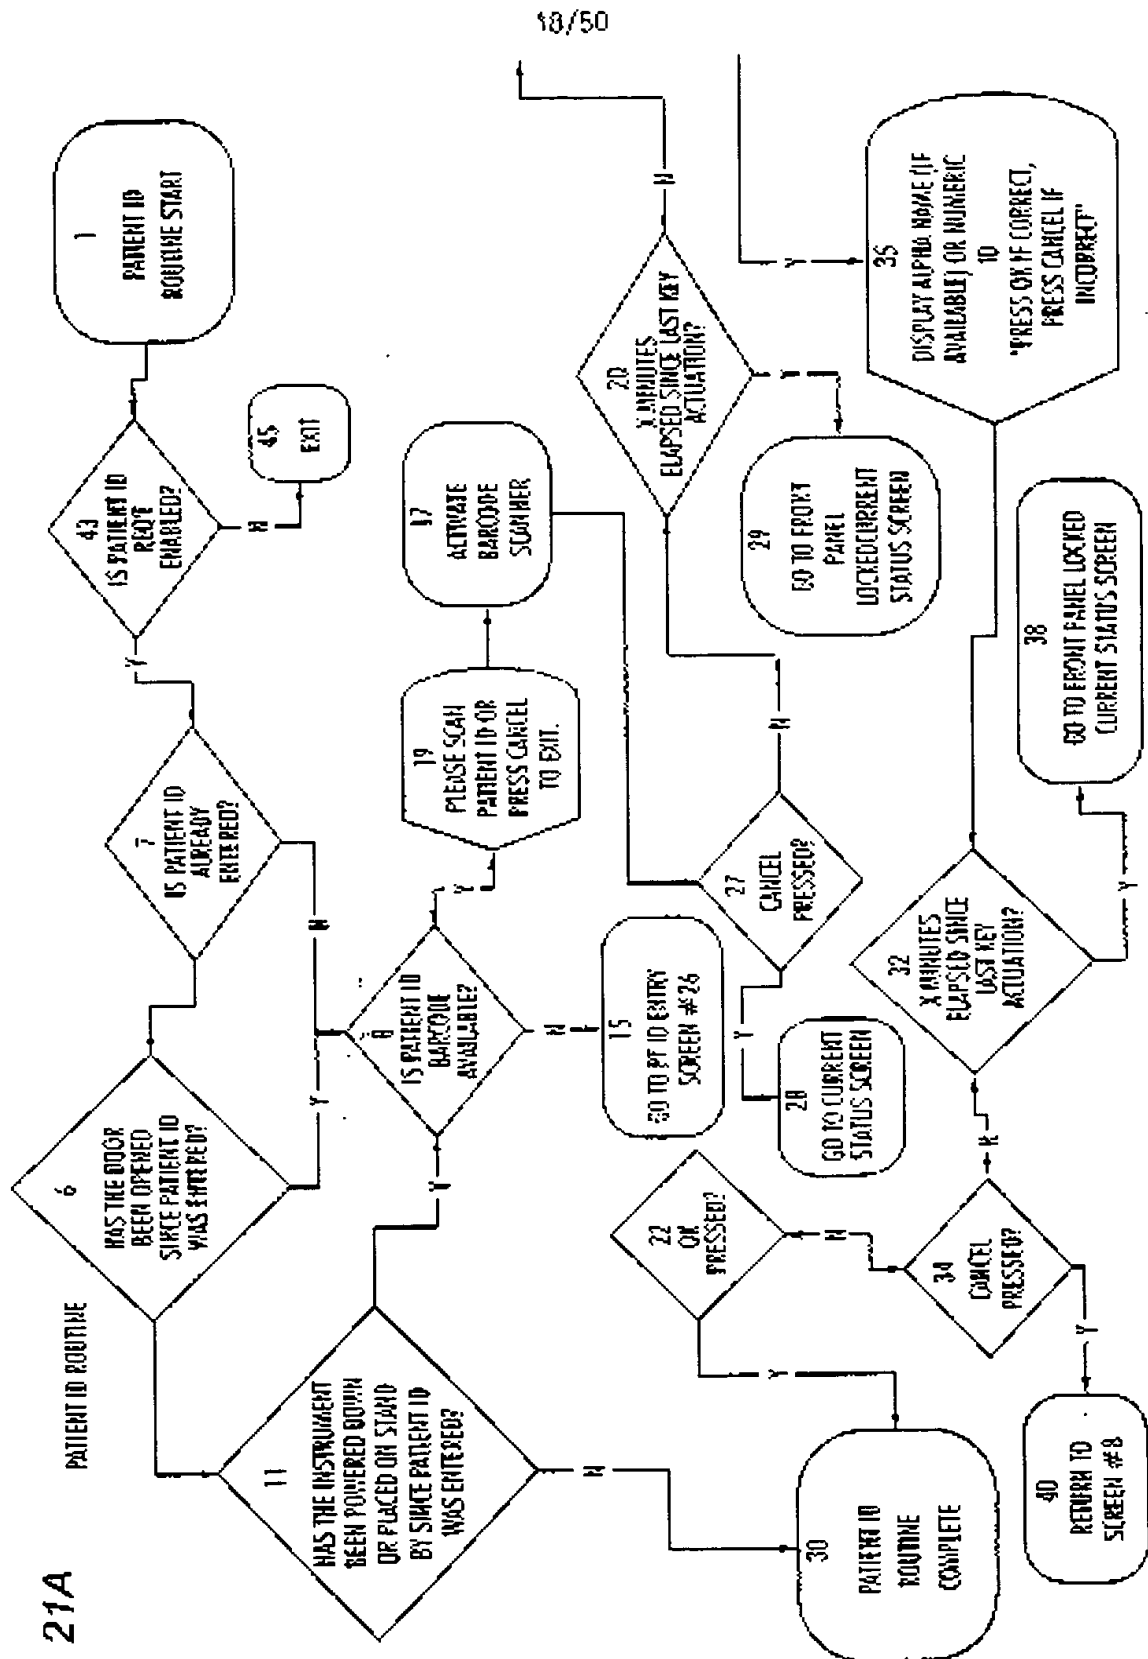 18/50
21A
PATIENT ID ROUTINE
1
PATIENT ID
ROUTINE START
43
IS PATIENT ID
REQ'T
ENABLED?
N
45
EXIT
Y
7
IS PATIENT ID
ALREADY
ENTERED?
N
6
HAS THE DOOR
BEEN OPENED
SINCE PATIENT ID
WAS ENTERED?
Y
11
HAS THE INSTRUMENT
BEEN POWERED DOWN
OR PLACED ON STAND
BY SINCE PATIENT ID
WAS ENTERED?
Y
N
8
IS PATIENT ID
BARCODE
AVAILABLE?
Y
N
15
GO TO PT ID ENTRY
SCREEN #26
19
PLEASE SCAN
PATIENT ID OR
PRESS CANCEL
TO EXIT.
17
ACTIVATE
BARCODE
SCANNER
20
X MINUTES
ELAPSED SINCE LAST KEY
ACTUATION?
N
Y
N
29
GO TO FRONT
PANEL
LOCKED CURRENT
STATUS SCREEN
27
CANCEL
PRESSED?
Y
28
GO TO CURRENT
STATUS SCREEN
Y
35
DISPLAY ALPHA NAME (IF
AVAILABLE) OR NUMERIC
ID
"PRESS OK IF CORRECT,
PRESS CANCEL IF
INCORRECT"
32
X MINUTES
ELAPSED SINCE
LAST KEY
ACTUATION?
Y
38
GO TO FRONT PANEL LOCKED
CURRENT STATUS SCREEN
N
34
CANCEL
PRESSED?
N
Y
22
OK
PRESSED?
Y
30
PATIENT ID
ROUTINE
COMPLETE
40
RETURN TO
SCREEN #8